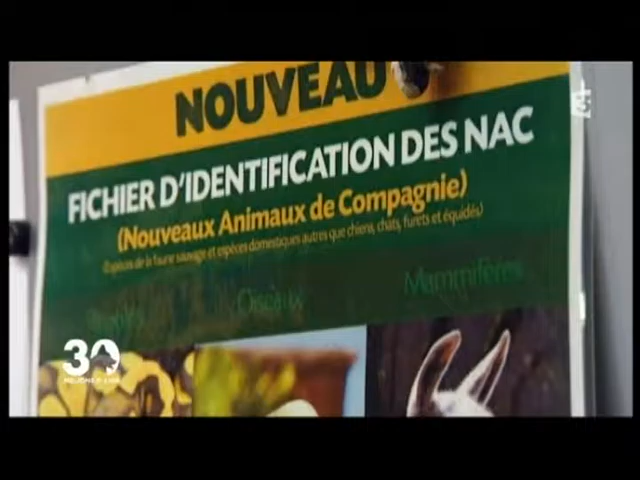 NOUVEAU
FICHIER D'IDENTIFICATION DES NAC
(Nouveaux Animaux de Compagnie)
(Espèces de la faune sauvage et espèces domestiques autres que chiens, chats, furets et équidés)
Oiseaux
Mammifères
5
30